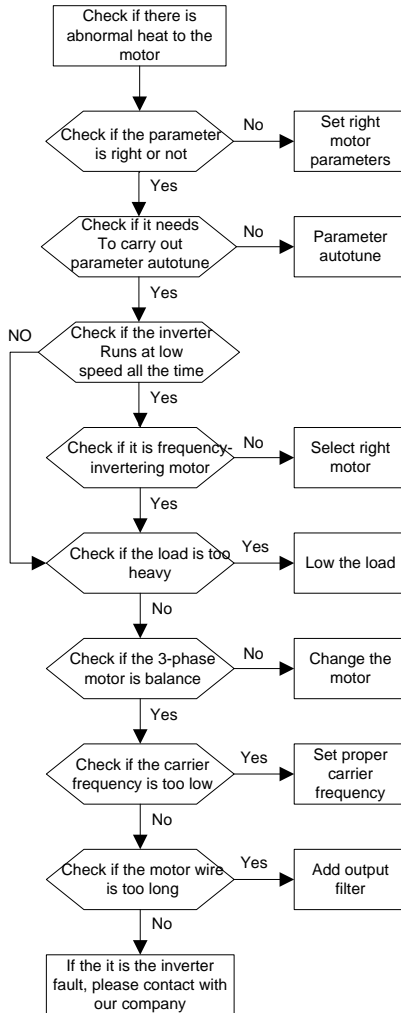 Check if there is
abnormal heat to the
motor
Check if the parameter
is right or not
No
Set right
motor
parameters
Yes
Check if it needs
To carry out
parameter autotune
No
Parameter
autotune
Yes
NO
Check if the inverter
Runs at low
speed all the time
Yes
Check if it is frequency-
invertering motor
No
Select right
motor
Yes
Check if the load is too
heavy
Yes
Low the load
No
Check if the 3-phase
motor is balance
No
Change the
motor
Yes
Check if the carrier
frequency is too low
Yes
Set proper
carrier
frequency
No
Check if the motor wire
is too long
Yes
Add output
filter
No
If the it is the inverter
fault, please contact with
our company